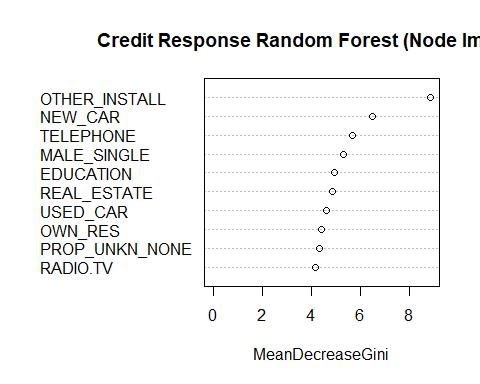 Credit Response Random Forest (Node Im
OTHER_INSTALL
NEW_CAR
TELEPHONE
MALE_SINGLE
EDUCATION
REAL_ESTATE
USED_CAR
OWN_RES
PROP_UNKN_NONE
RADIO.TV
0 2 4 6 8
MeanDecreaseGini